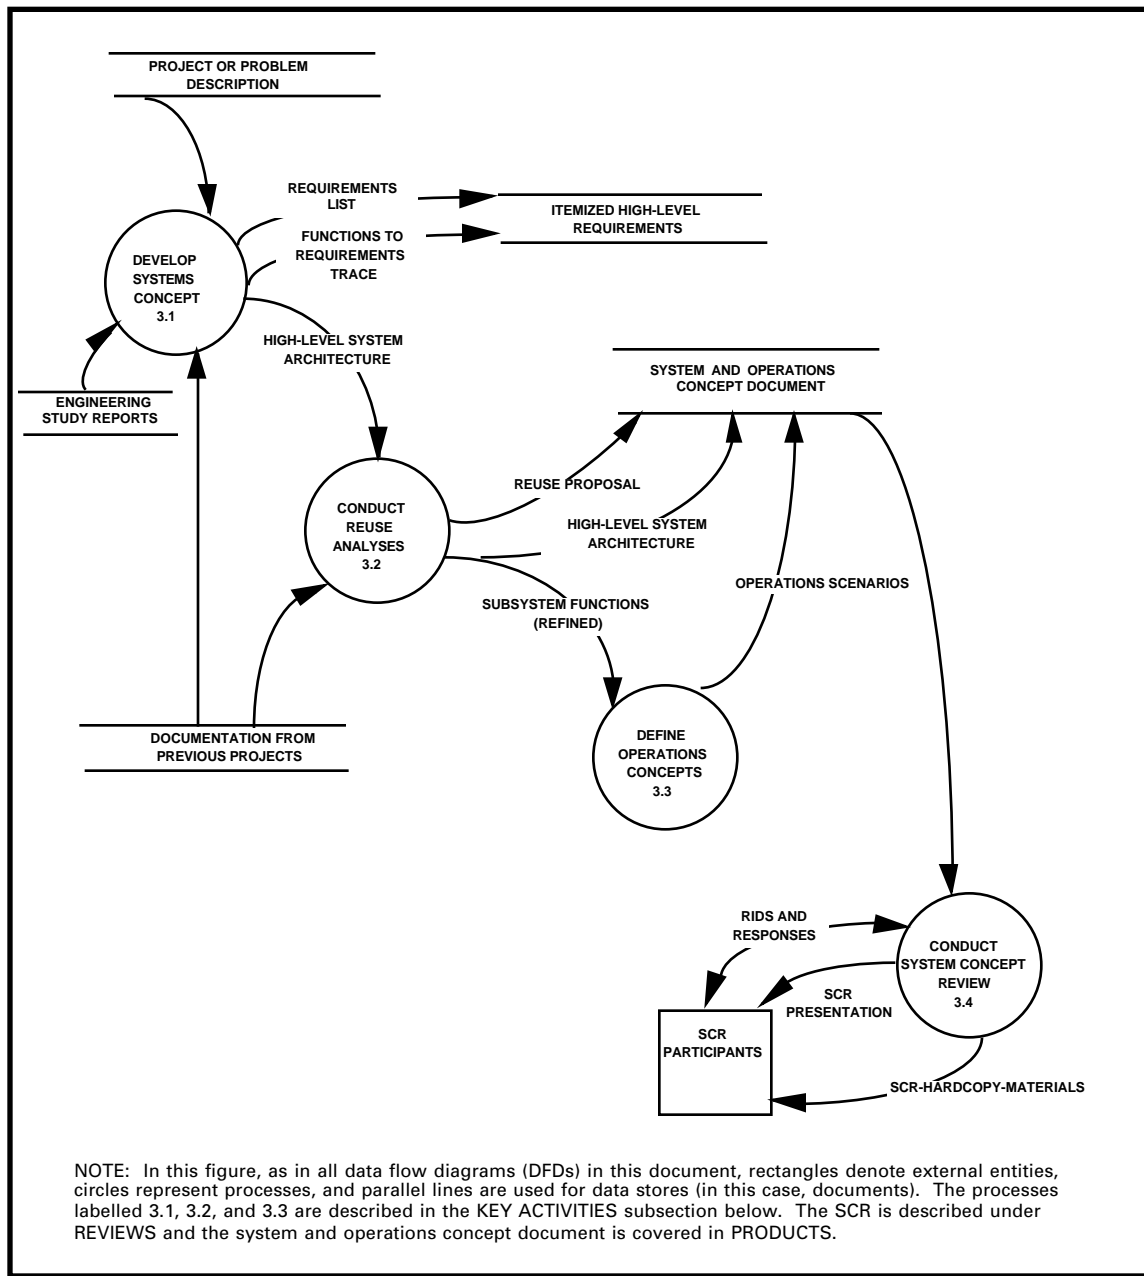 PROJECT OR PROBLEM
DESCRIPTION
REQUIREMENTS
LIST
ITEMIZED HIGH-LEVEL
REQUIREMENTS
FUNCTIONS TO
REQUIREMENTS
TRACE
DEVELOP
SYSTEMS
CONCEPT
3.1
HIGH-LEVEL SYSTEM
ARCHITECTURE
ENGINEERING
STUDY REPORTS
SYSTEM AND OPERATIONS
CONCEPT DOCUMENT
CONDUCT
REUSE
ANALYSES
3.2
REUSE PROPOSAL
HIGH-LEVEL SYSTEM
ARCHITECTURE
OPERATIONS SCENARIOS
SUBSYSTEM FUNCTIONS
(REFINED)
DOCUMENTATION FROM
PREVIOUS PROJECTS
DEFINE
OPERATIONS
CONCEPTS
3.3
RIDS AND
RESPONSES
CONDUCT
SYSTEM CONCEPT
REVIEW
3.4
SCR
PRESENTATION
SCR
PARTICIPANTS
SCR-HARDCOPY-MATERIALS
NOTE: In this figure, as in all data flow diagrams (DFDs) in this document, rectangles denote external entities,
circles represent processes, and parallel lines are used for data stores (in this case, documents). The processes
labelled 3.1, 3.2, and 3.3 are described in the KEY ACTIVITIES subsection below. The SCR is described under
REVIEWS and the system and operations concept document is covered in PRODUCTS.